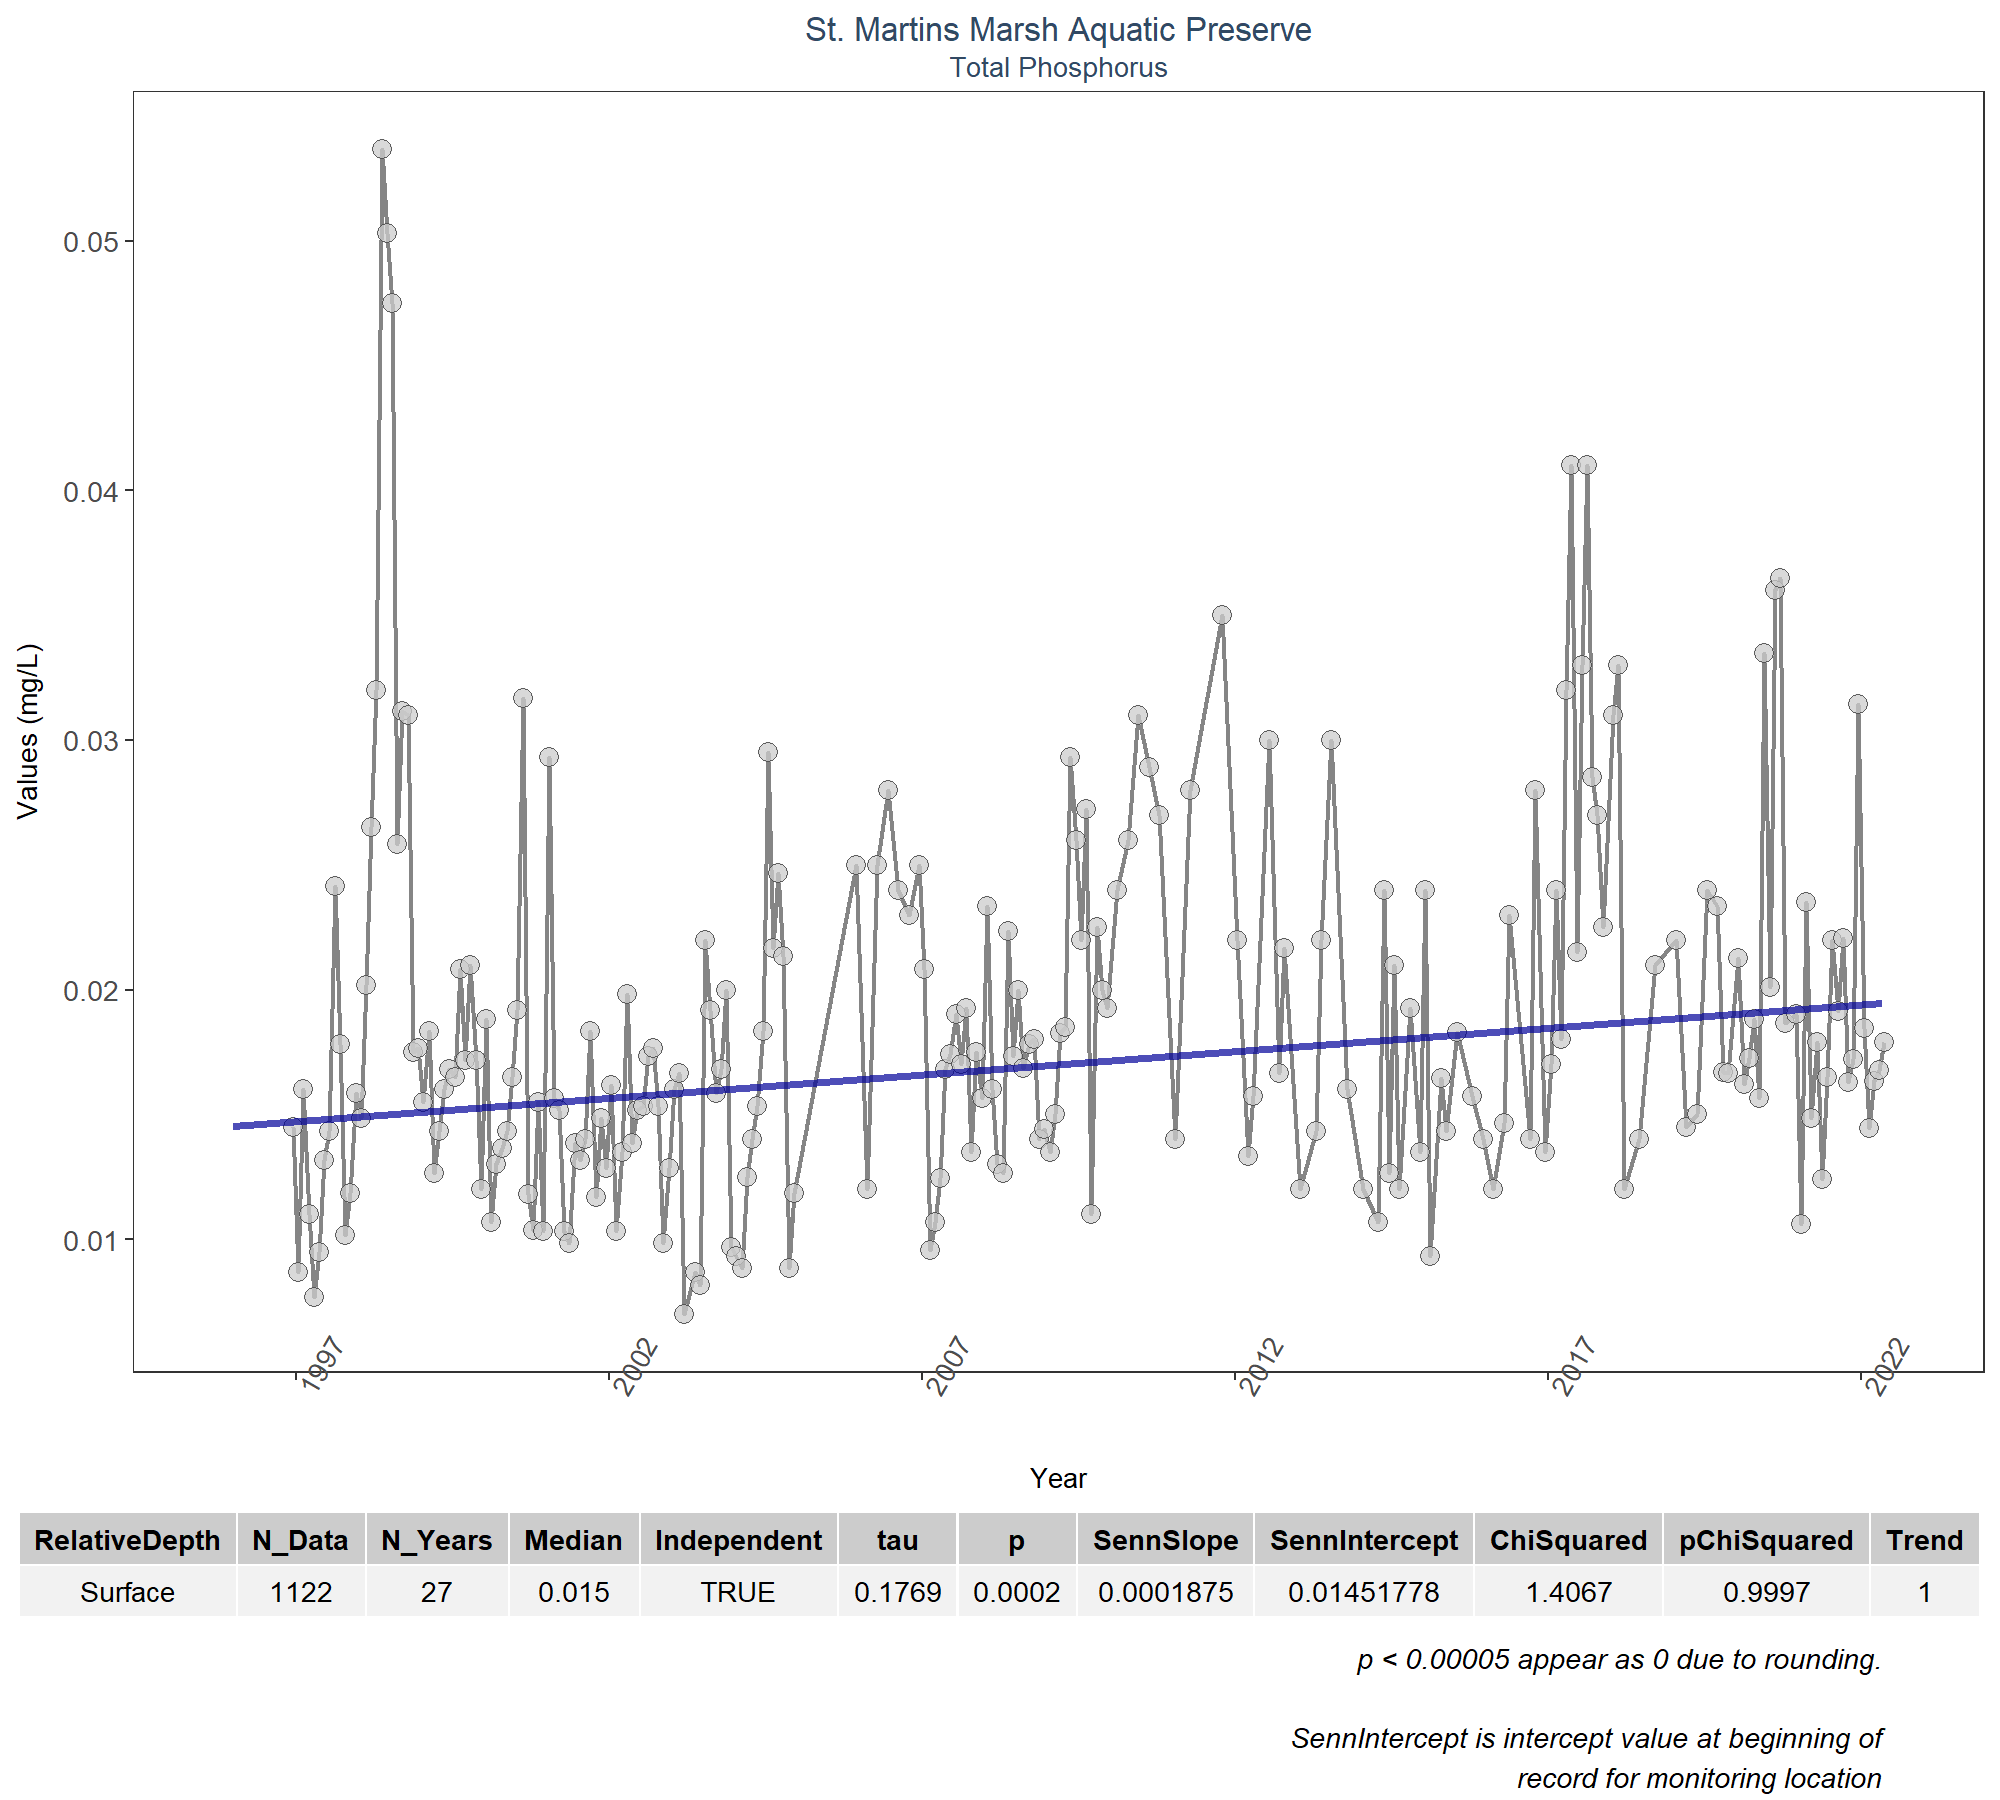 St. Martins Marsh Aquatic Preserve
Total Phosphorus
0.05
0.04
0.03
0.02
0.01
Values (mg/L)
1997 2002 2007 2012 2017 2022
Year
RelativeDepth N_Data N_Years Median Independent tau p SennSlope SennIntercept ChiSquared pChiSquared Trend
Surface 1122 27 0.015 TRUE 0.1769 0.0002 0.0001875 0.01451778 1.4067 0.9997 1
p < 0.00005 appear as 0 due to rounding.
SennIntercept is intercept value at beginning of
record for monitoring location